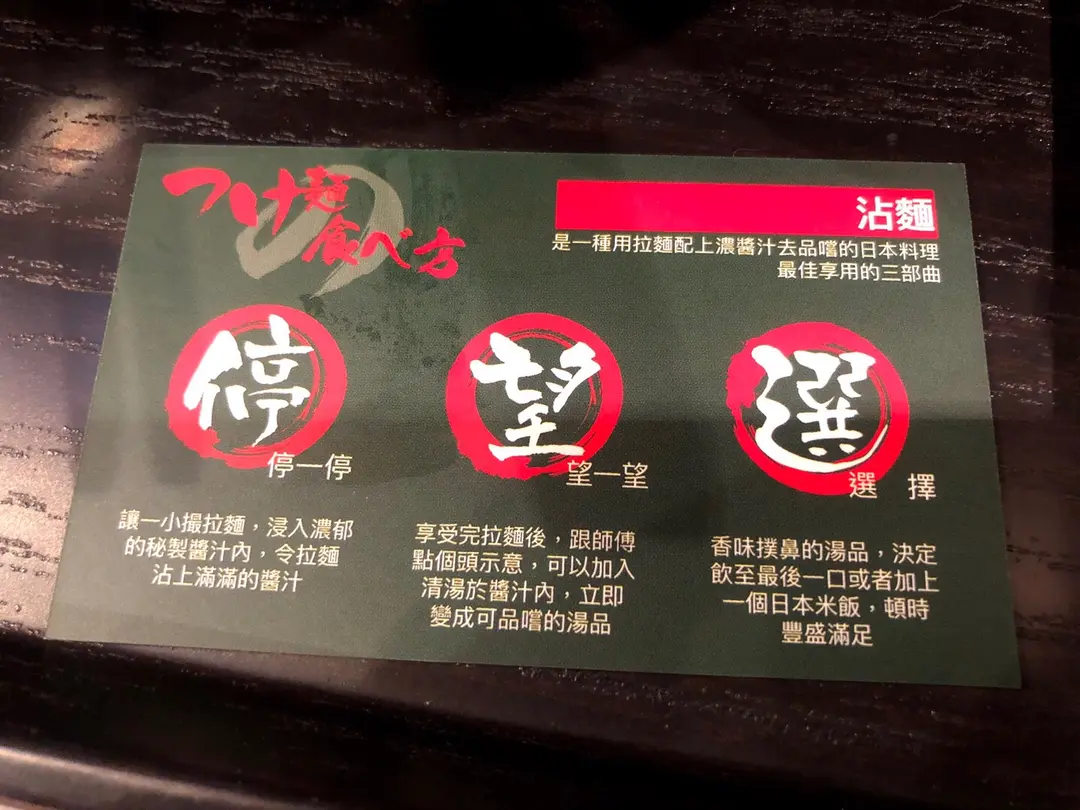 つけ麺の
食べ方
沾麵
是一種用拉麵配上濃醬汁去品嚐的日本料理
最佳享用的三部曲
停
停一停
讓一小撮拉麵，浸入濃郁
的秘製醬汁內，令拉麵
沾上滿滿的醬汁
望
望一望
享受完拉麵後，跟師傅
點個頭示意，可以加入
清湯於醬汁內，立即
變成可品嚐的湯品
選
選擇
香味撲鼻的湯品，決定
飲至最後一口或者加上
一個日本米飯，頓時
豐盛滿足